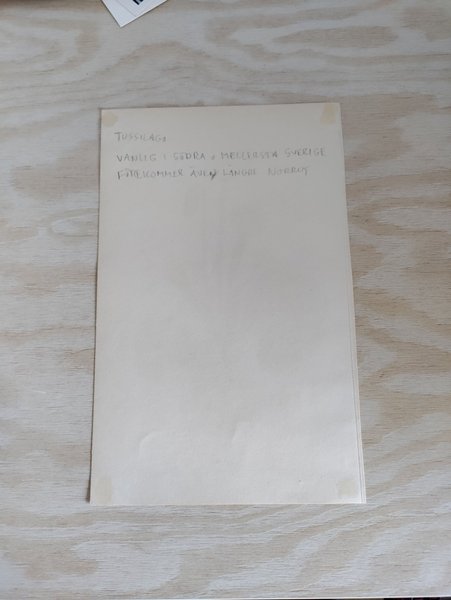 TUSSILAGO
VANLIG I SÖDRA O MELLERSTA SVERIGE
FÖREKOMMER ÄVEN LÄNGRE NORRUT